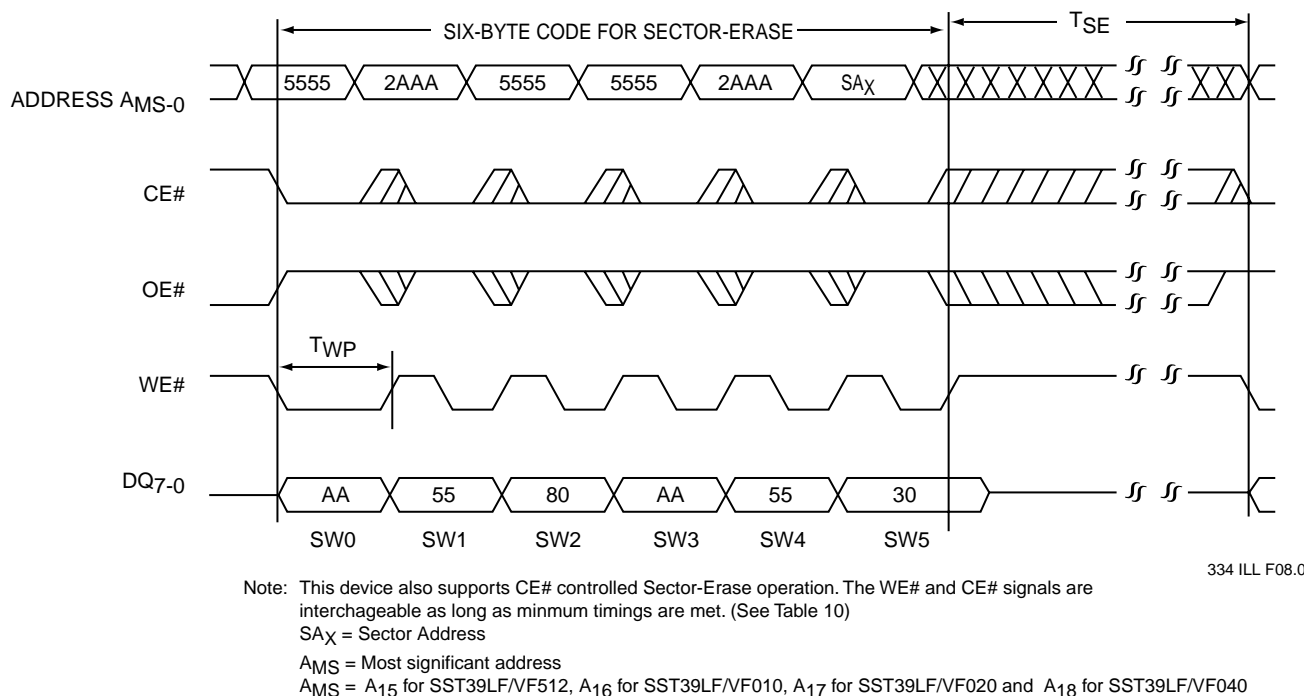 SIX-BYTE CODE FOR SECTOR-ERASE TSE
ADDRESS AMS-0 5555 2AAA 5555 5555 2AAA SAX
CE#
OE#
TWP
WE#
DQ7-0 AA 55 80 AA 55 30
SW0 SW1 SW2 SW3 SW4 SW5
334 ILL F08.0
Note: This device also supports CE# controlled Sector-Erase operation. The WE# and CE# signals are
interchageable as long as minmum timings are met. (See Table 10)
SAX = Sector Address
AMS = Most significant address
AMS = A15 for SST39LF/VF512, A16 for SST39LF/VF010, A17 for SST39LF/VF020 and A18 for SST39LF/VF040